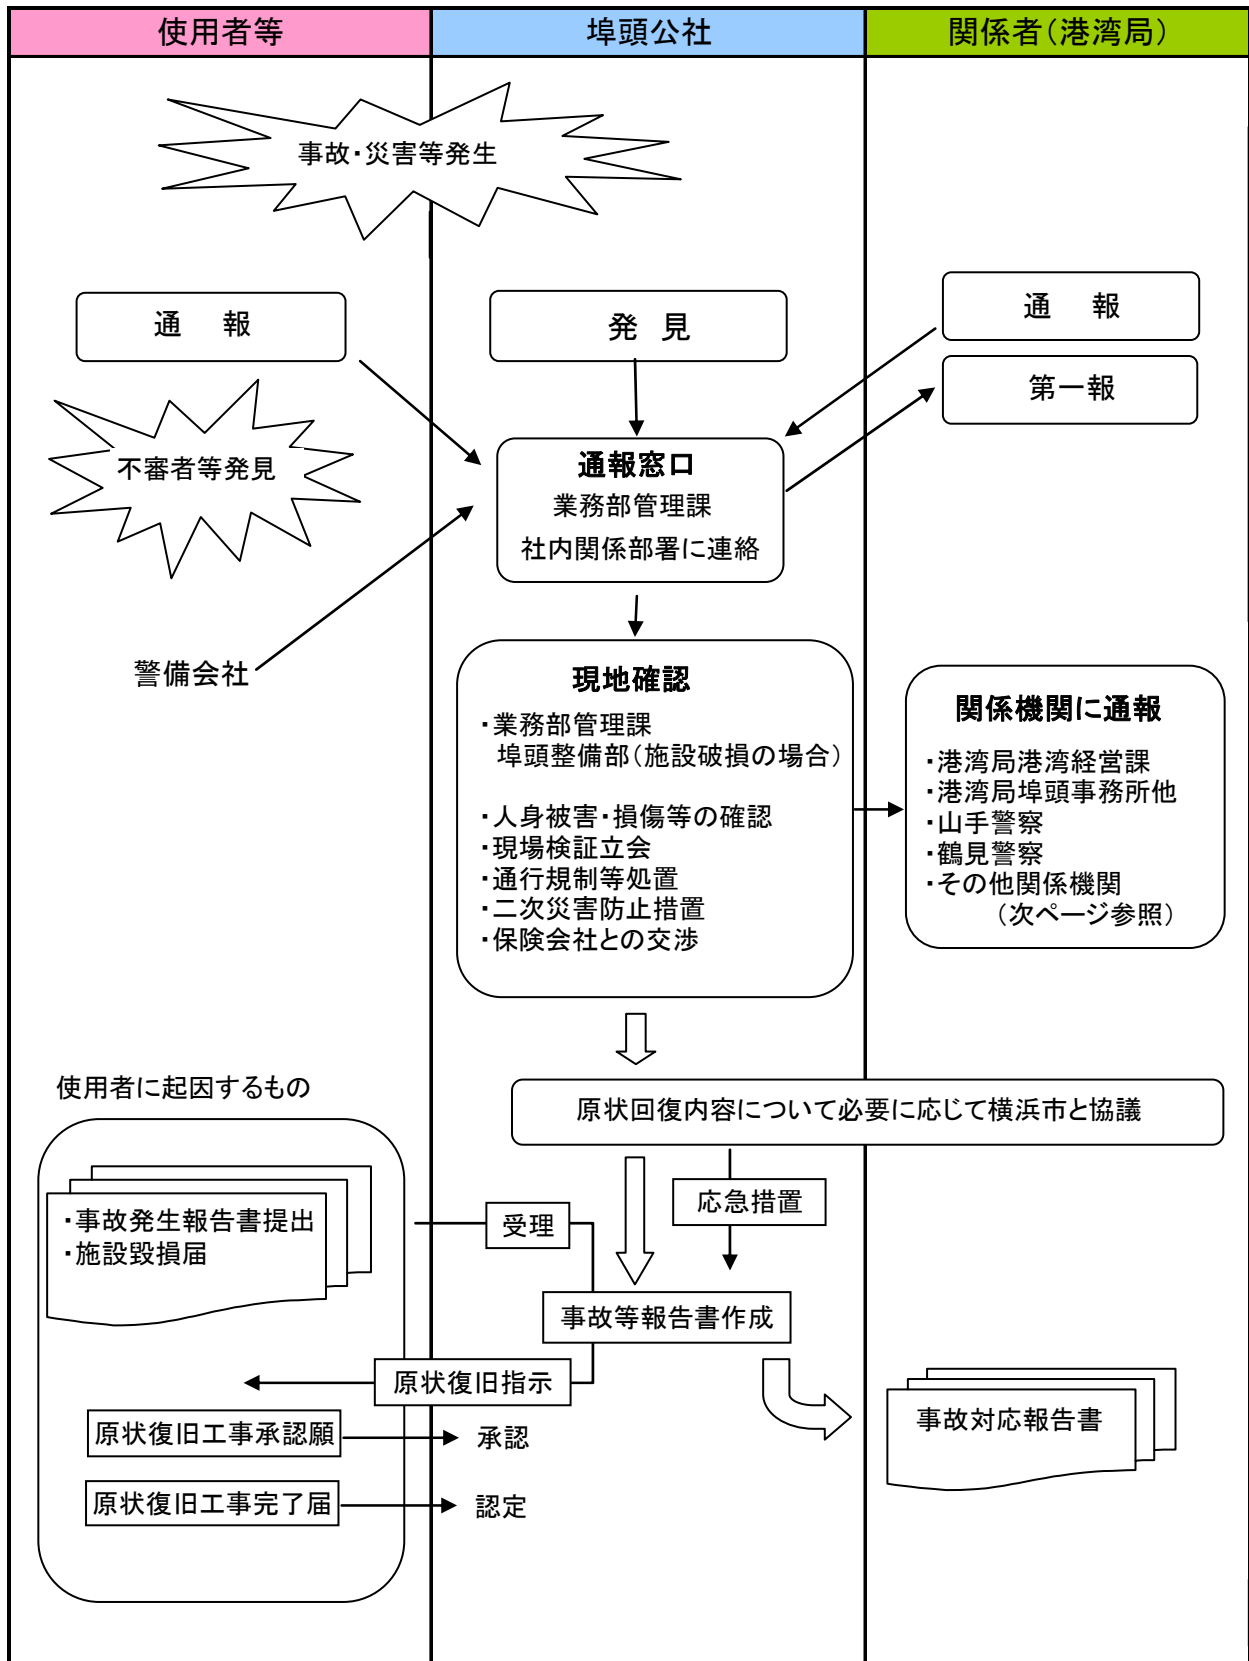 使用者等
埠頭公社
関係者(港湾局)
事故・災害等発生
通 報
発 見
通 報
第一報
不審者等発見
通報窓口
業務部管理課
社内関係部署に連絡
警備会社
現地確認
・業務部管理課
埠頭整備部(施設破損の場合)
・人身被害・損傷等の確認
・現場検証立会
・通行規制等処置
・二次災害防止措置
・保険会社との交渉
関係機関に通報
・港湾局港湾経営課
・港湾局埠頭事務所他
・山手警察
・鶴見警察
・その他関係機関
(次ページ参照)
使用者に起因するもの
原状回復内容について必要に応じて横浜市と協議
・事故発生報告書提出
・施設毀損届
受理
応急措置
事故等報告書作成
原状復旧指示
原状復旧工事承認願
承認
原状復旧工事完了届
認定
事故対応報告書